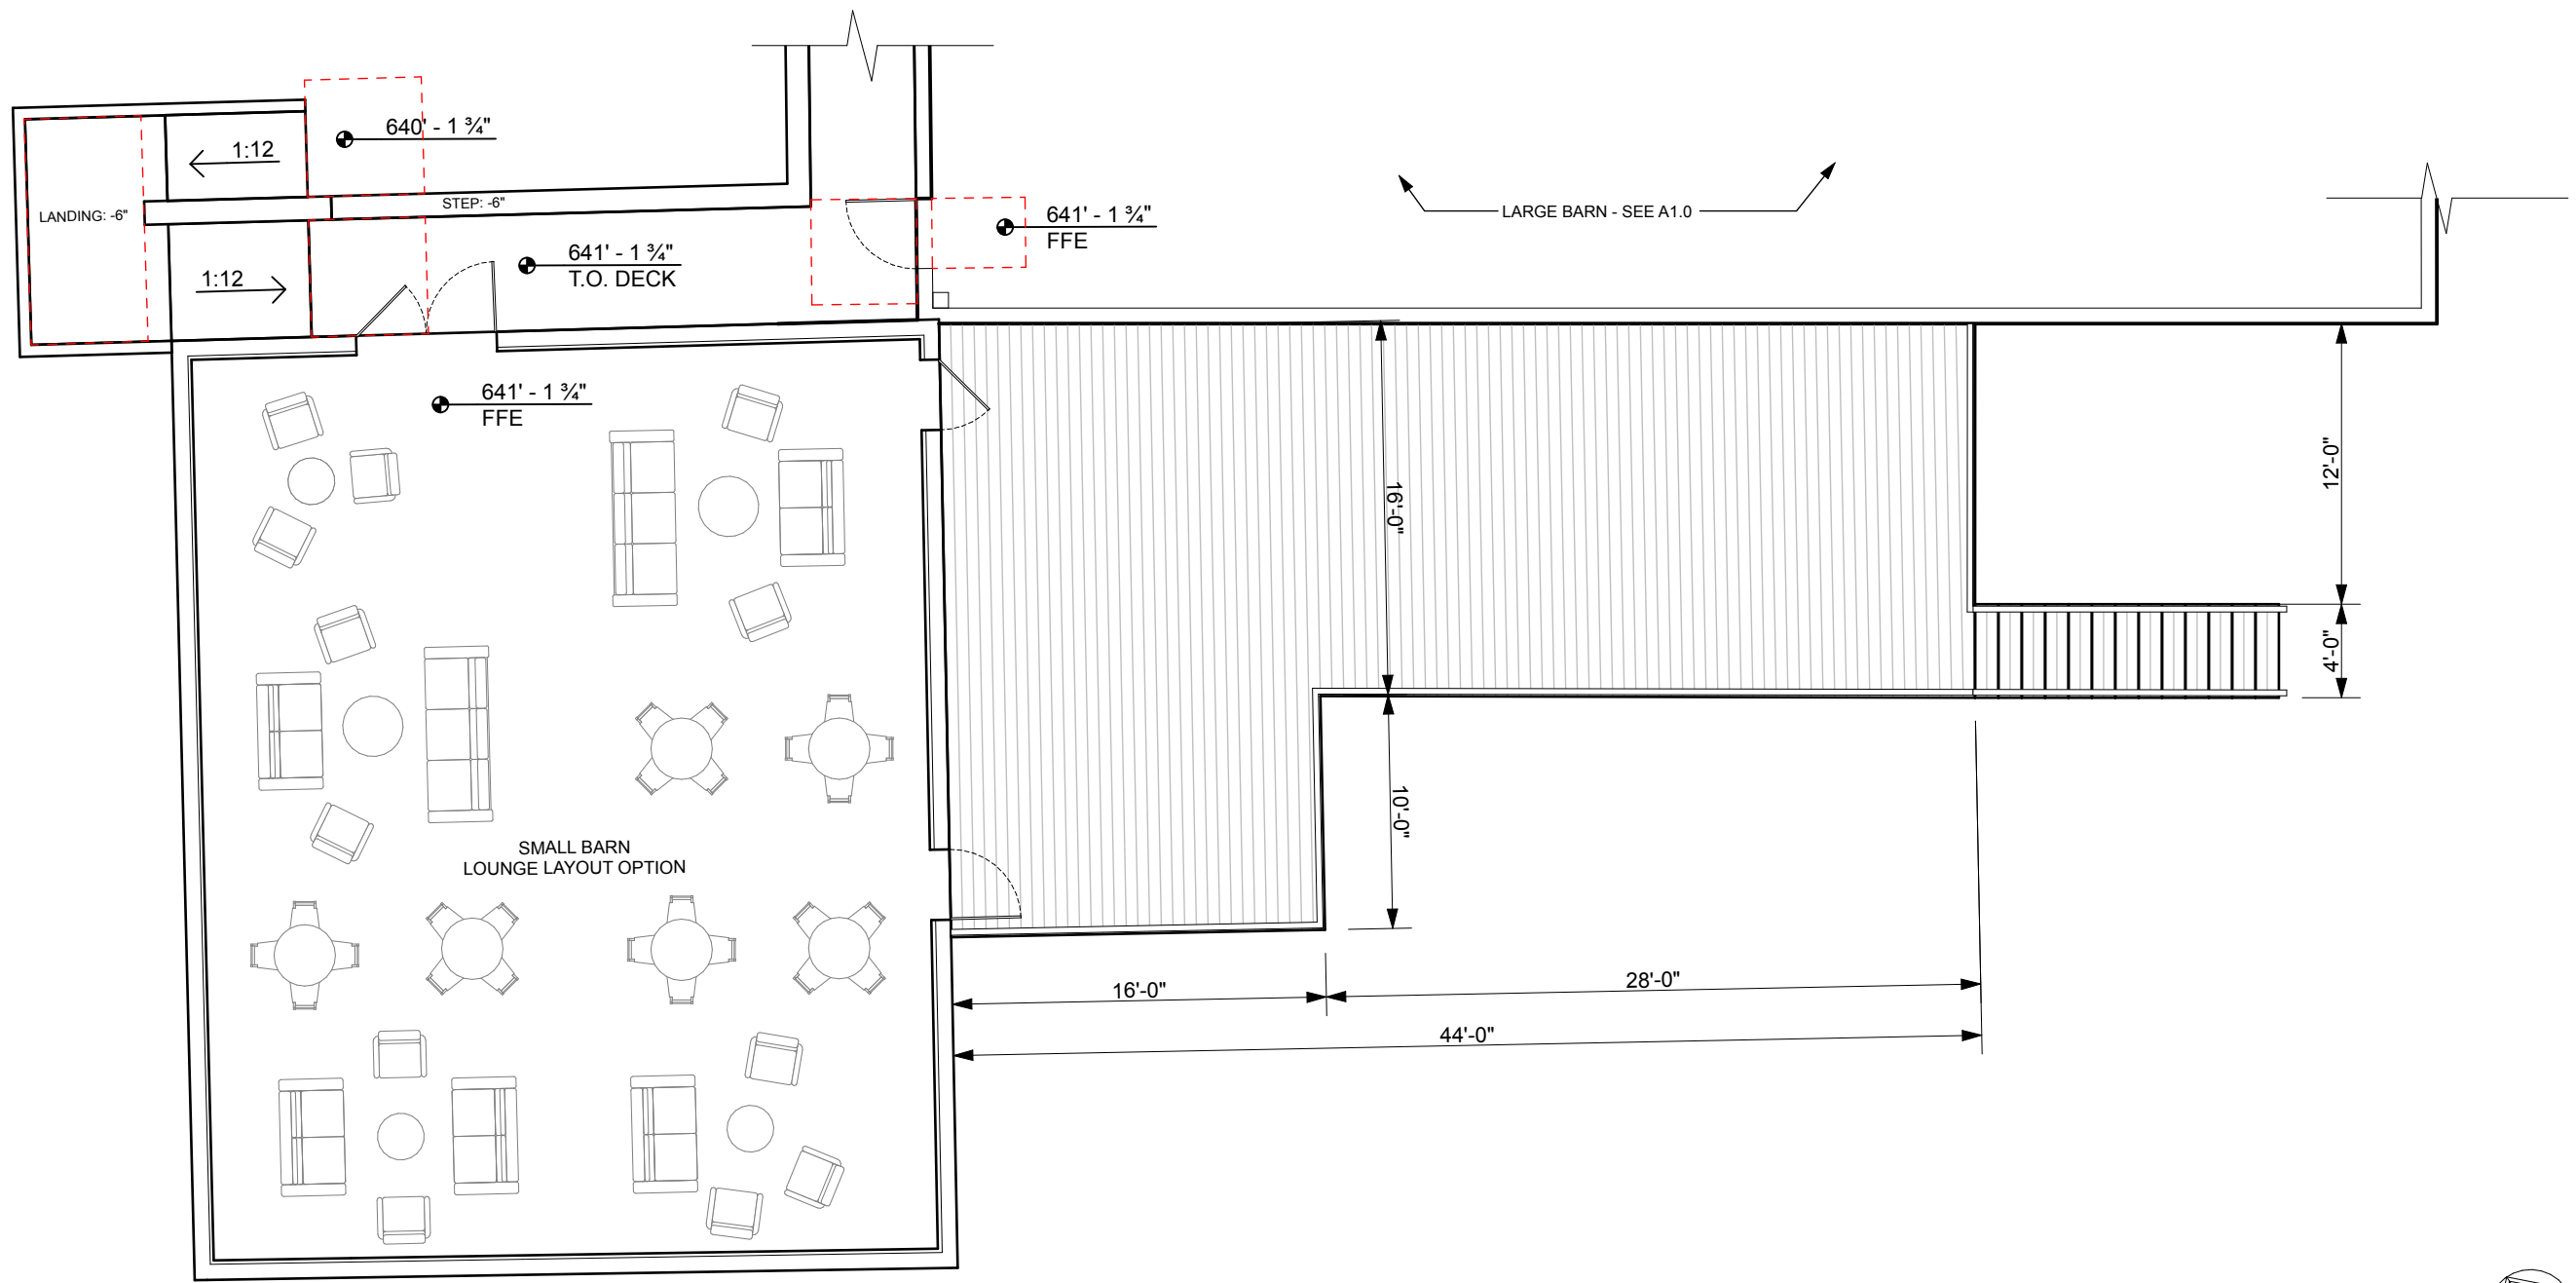 640' - 1 ¾"
1:12
LANDING: -6"
STEP: -6"
641' - 1 ¾"
FFE
LARGE BARN - SEE A1.0
641' - 1 ¾"
T.O. DECK
1:12
641' - 1 ¾"
FFE
16'-0"
12'-0"
4'-0"
10'-0"
SMALL BARN
LOUNGE LAYOUT OPTION
16'-0"
28'-0"
44'-0"